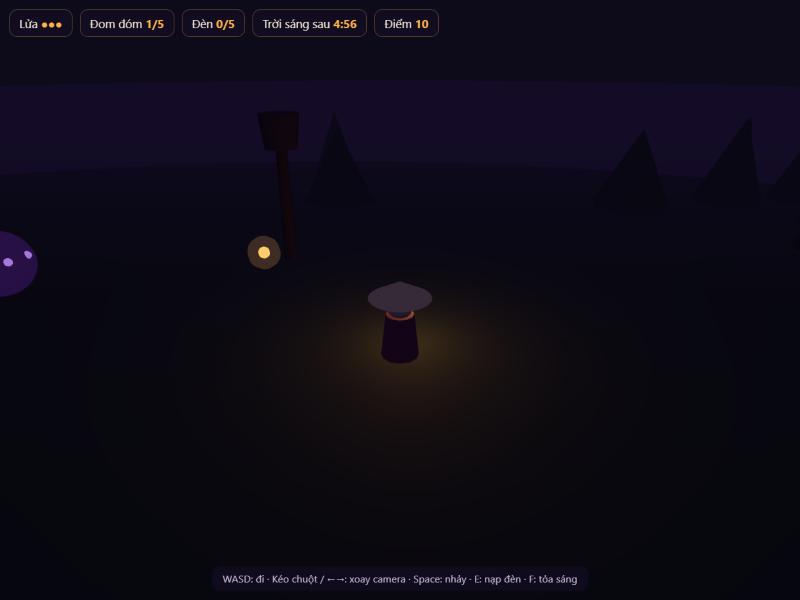 Lửa ●●●
Đom đóm 1/5
Đèn 0/5
Trời sáng sau 4:56
Điểm 10
WASD: đi · Kéo chuột / ←→: xoay camera · Space: nhảy · E: nạp đèn · F: tỏa sáng